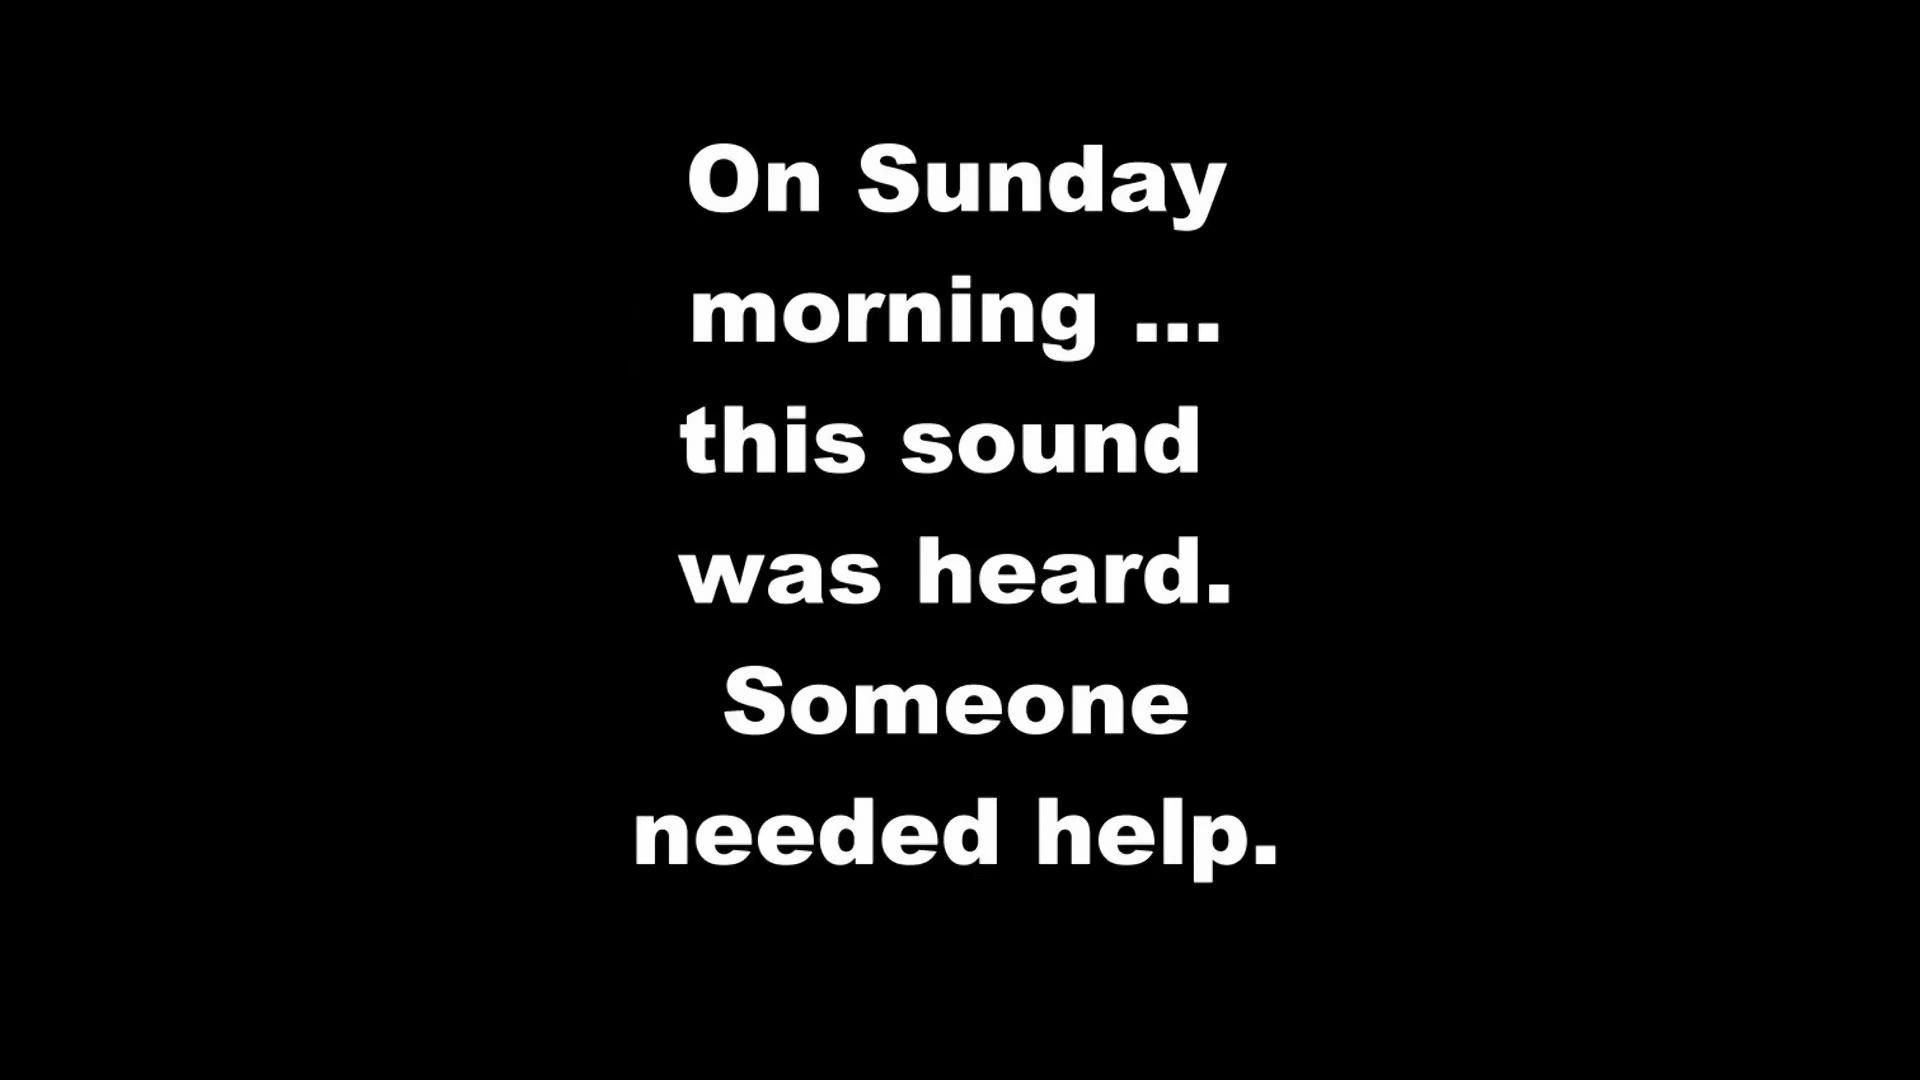 On Sunday
morning ...
this sound
was heard.
Someone
needed help.